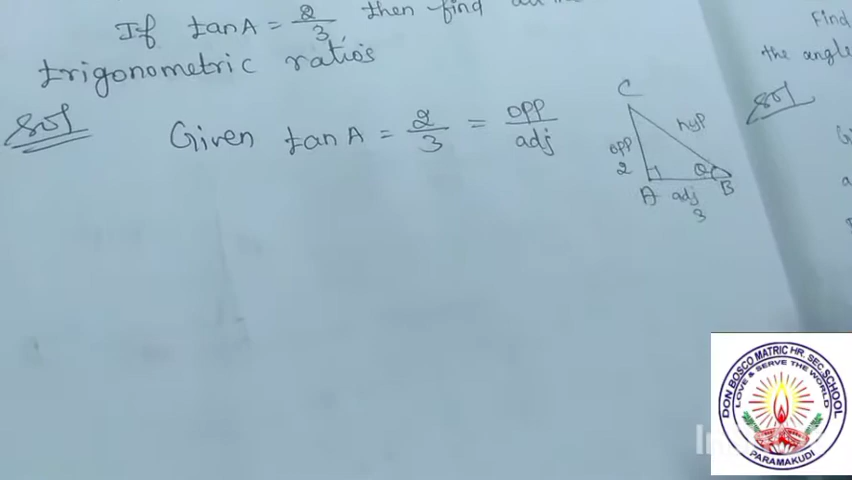 If tanA = 2/3 then find
trigonometric ratios
Sol
Given tanA = 2/3 = opp/adj
C
opp
2
hyp
θ
A
adj
3
B
Find
the angle
Sol
DON BOSCO MATRIC HR. SEC. SCHOOL
LOVE & SERVE THE WORLD
PARAMAKUDI